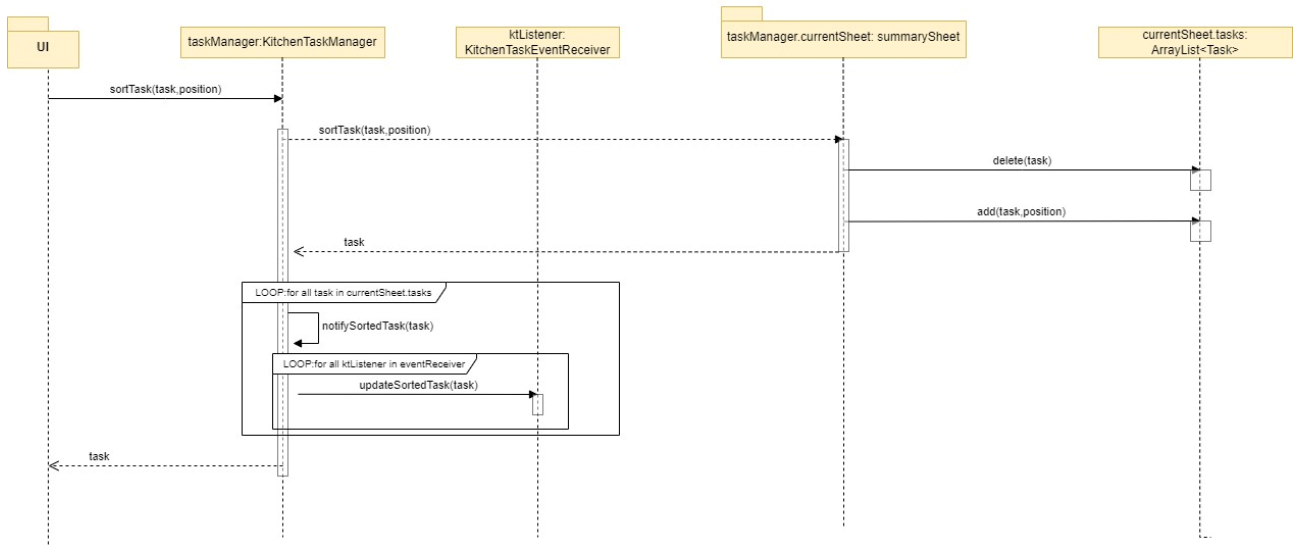 UI
taskManager:KitchenTaskManager
ktListener:
KitchenTaskEventReceiver
taskManager.currentSheet: summarySheet
currentSheet.tasks:
ArrayList<Task>
sortTask(task,position)
sortTask(task,position)
delete(task)
add(task,position)
task
LOOP:for all task in currentSheet.tasks
notifySortedTask(task)
LOOP:for all ktListener in eventReceiver
updateSortedTask(task)
task